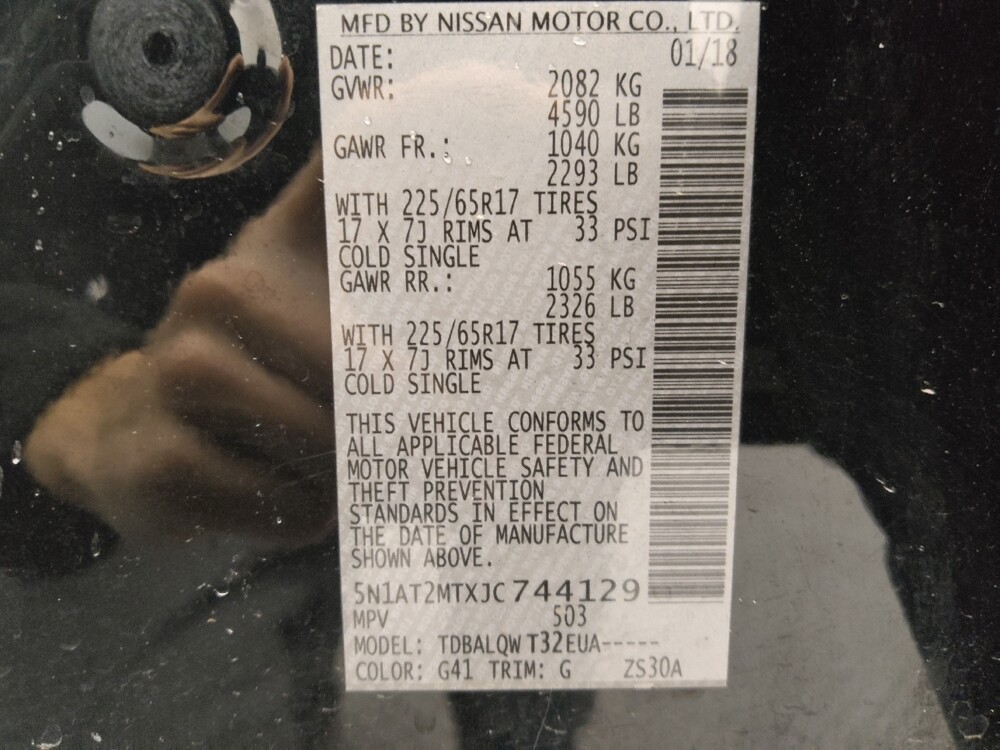 MFD BY NISSAN MOTOR CO., LTD.
DATE: 01/18
GVWR: 2082 KG
4590 LB
GAWR FR.: 1040 KG
2293 LB
WITH 225/65R17 TIRES
17 X 7J RIMS AT 33 PSI
COLD SINGLE
GAWR RR.: 1055 KG
2326 LB
WITH 225/65R17 TIRES
17 X 7J RIMS AT 33 PSI
COLD SINGLE
THIS VEHICLE CONFORMS TO
ALL APPLICABLE FEDERAL
MOTOR VEHICLE SAFETY AND
THEFT PREVENTION
STANDARDS IN EFFECT ON
THE DATE OF MANUFACTURE
SHOWN ABOVE.
5N1AT2MTXJC744129
MPV 503
MODEL: TDBALQWT32EUA-----
COLOR: G41 TRIM: G ZS30A